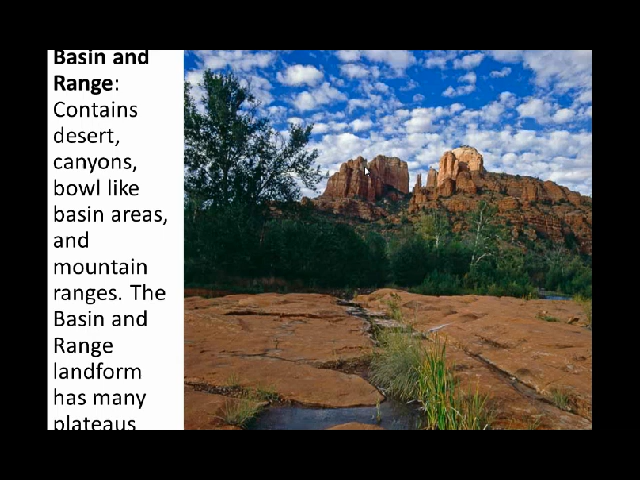 Basin and
Range:
Contains
desert,
canyons,
bowl like
basin areas,
and
mountain
ranges. The
Basin and
Range
landform
has many
plateaus